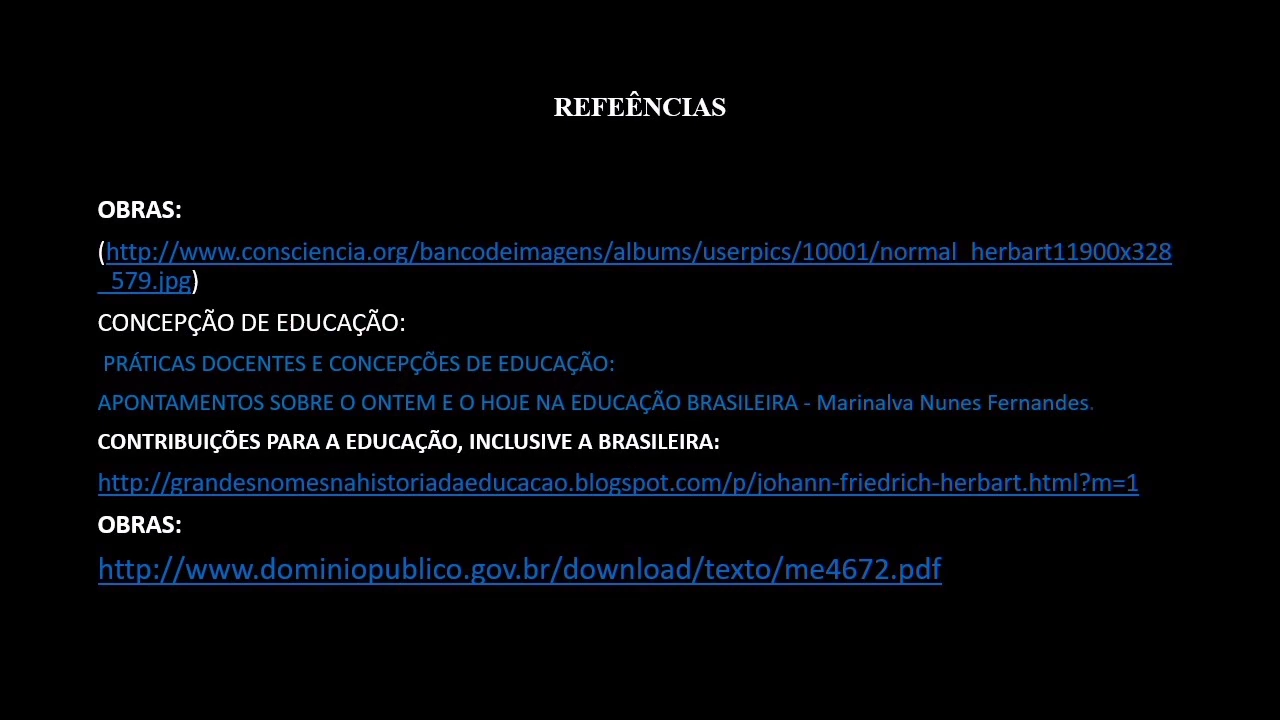 REFEÊNCIAS
OBRAS:
(http://www.consciencia.org/bancodeimagens/albums/userpics/10001/normal_herbart11900x328
_579.jpg)
CONCEPÇÃO DE EDUCAÇÃO:
PRÁTICAS DOCENTES E CONCEPÇÕES DE EDUCAÇÃO:
APONTAMENTOS SOBRE O ONTEM E O HOJE NA EDUCAÇÃO BRASILEIRA - Marinalva Nunes Fernandes.
CONTRIBUIÇÕES PARA A EDUCAÇÃO, INCLUSIVE A BRASILEIRA:
http://grandesnomesnahistoriadaeducacao.blogspot.com/p/johann-friedrich-herbart.html?m=1
OBRAS:
http://www.dominiopublico.gov.br/download/texto/me4672.pdf